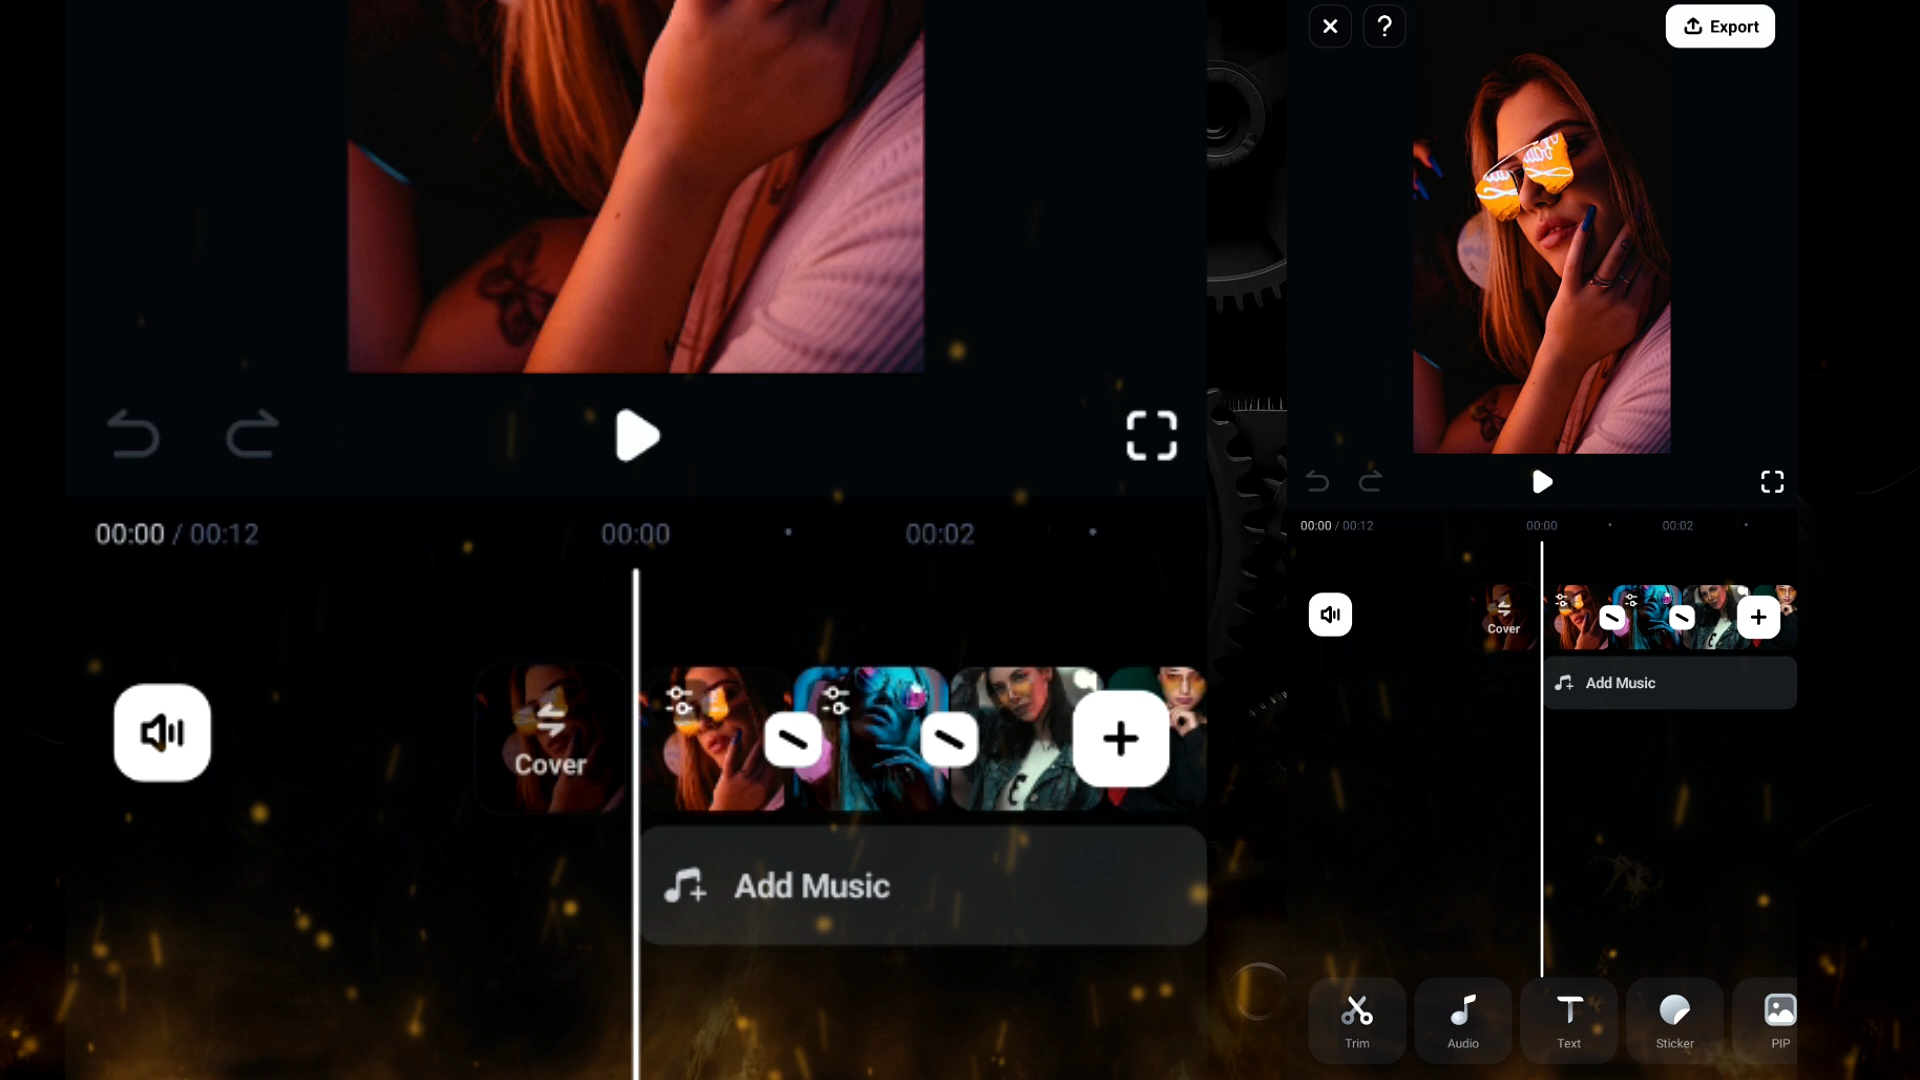 00:00 / 00:12 00:00 00:02
Cover
Add Music
Export
00:00 / 00:12 00:00 00:02
Cover
Add Music
Trim Audio Text Sticker PIP